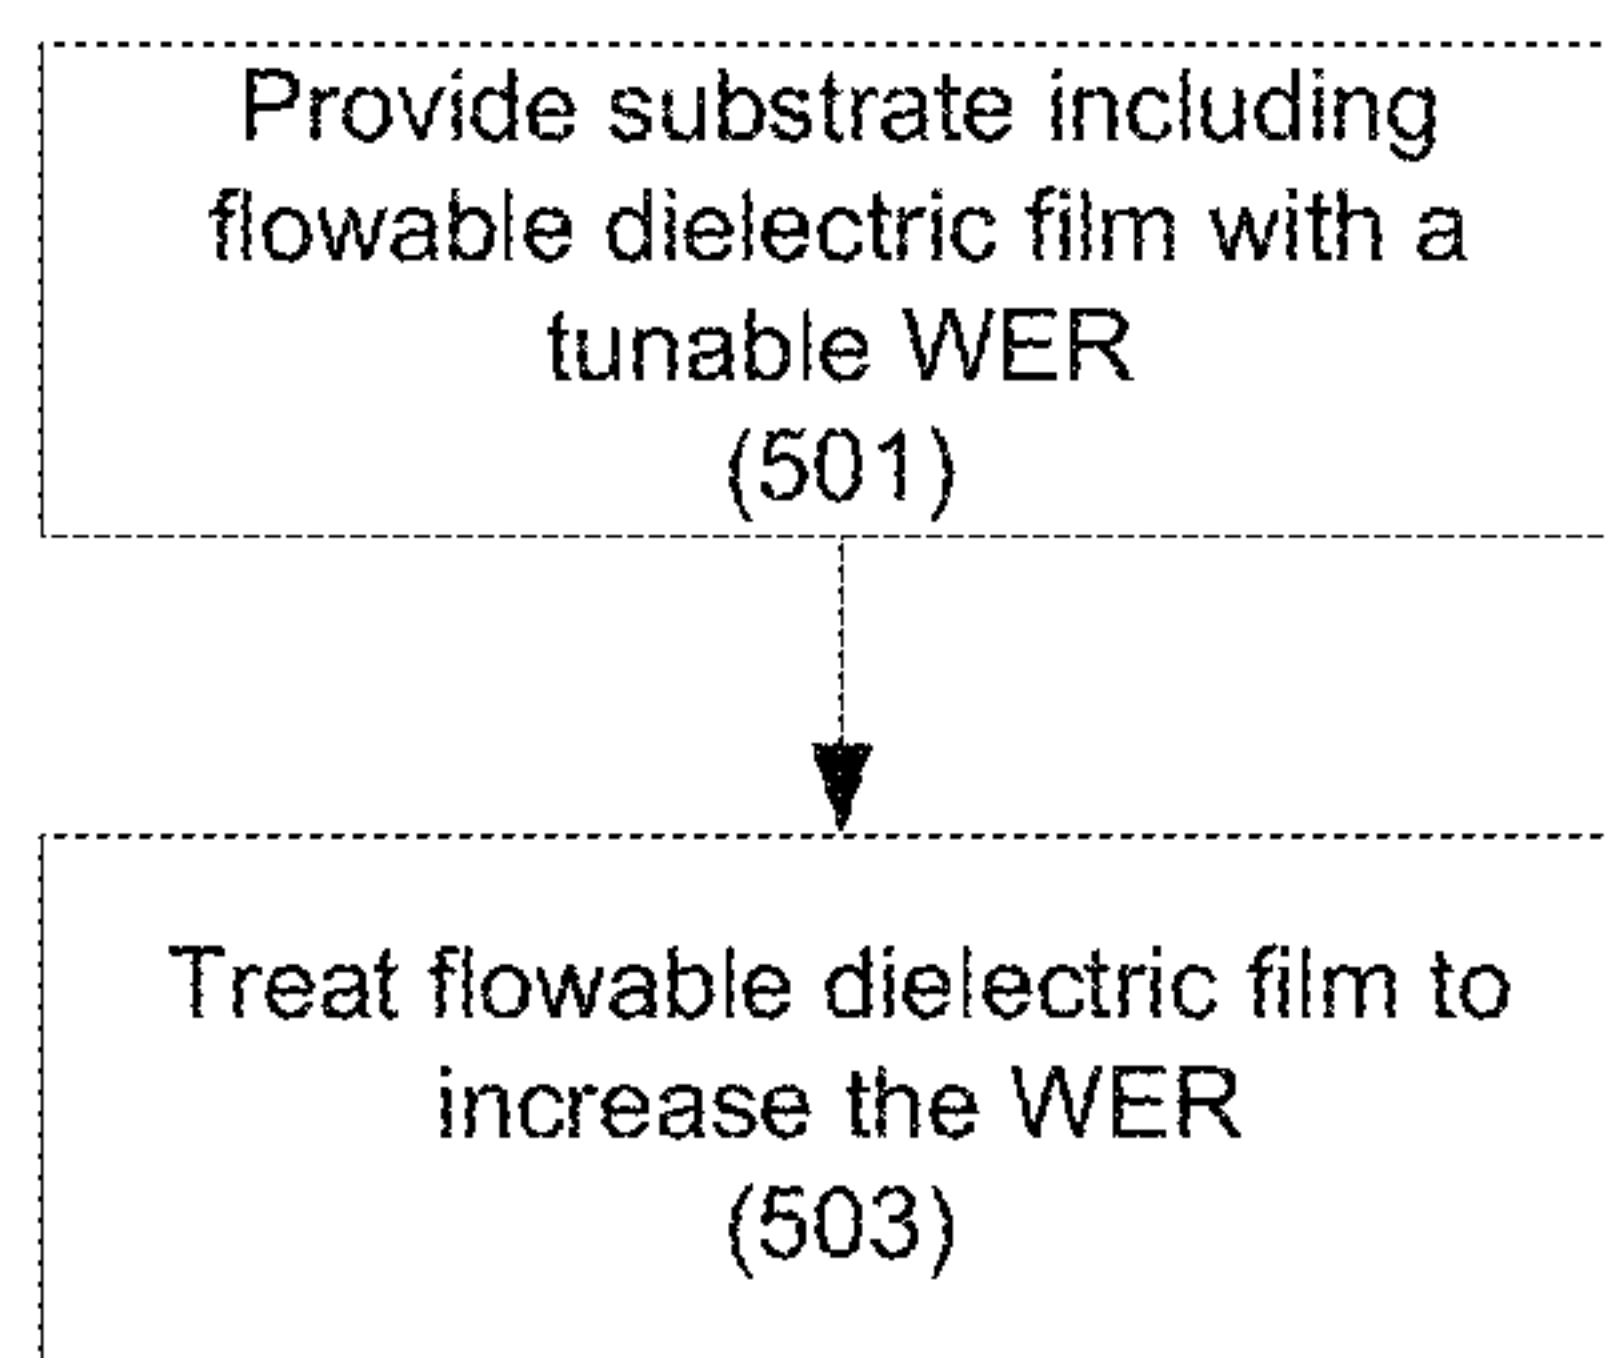 Provide substrate including
flowable dielectric film with a
tunable WER
(501)
Treat flowable dielectric film to
increase the WER
(503)